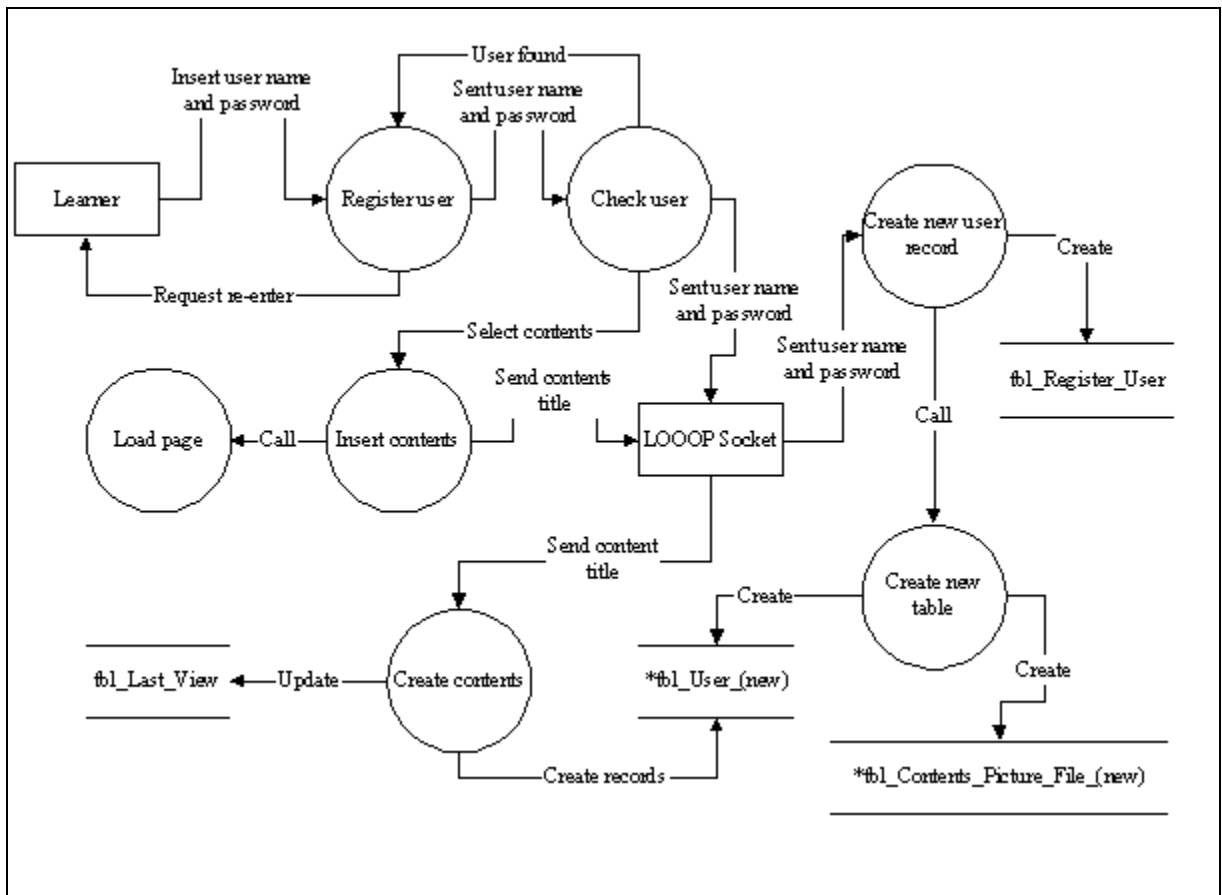 User found
Insert user name
and password
Sent user name
and password
Learner
Register user
Check user
Create new user
record
Create
Request re-enter
Sent user name
and password
Select contents
Sent user name
and password
tbl_Register_User
Send contents
title
Load page
Call
Insert contents
LOOOP Socket
Call
Send content
title
Create new
table
Create
tbl_Last_View
Update
Create contents
*tbl_User_(new)
Create
Create records
*tbl_Contents_Picture_File_(new)